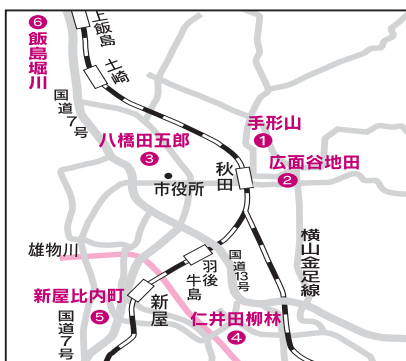 ⑥
飯島堀川
上飯島
土崎
国道7号
手形山
①
八橋田五郎
③
広面谷地田
②
秋田
市役所
横山金足線
雄物川
羽後牛島
国道13号
新屋
新屋比内町
⑤
仁井田柳林
④
国道7号